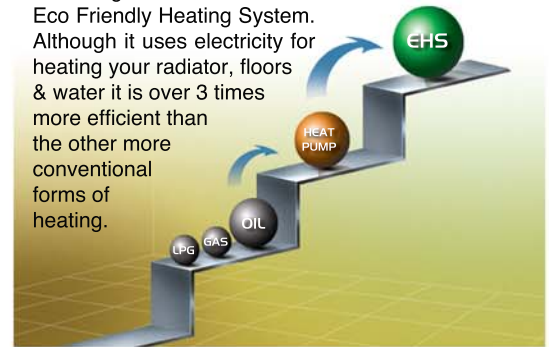 Eco Friendly Heating System.
Although it uses electricity for
heating your radiator, floors
& water it is over 3 times
more efficient than
the other more
conventional
forms of
heating.
EHS
HEAT
PUMP
OIL
GAS
LPG